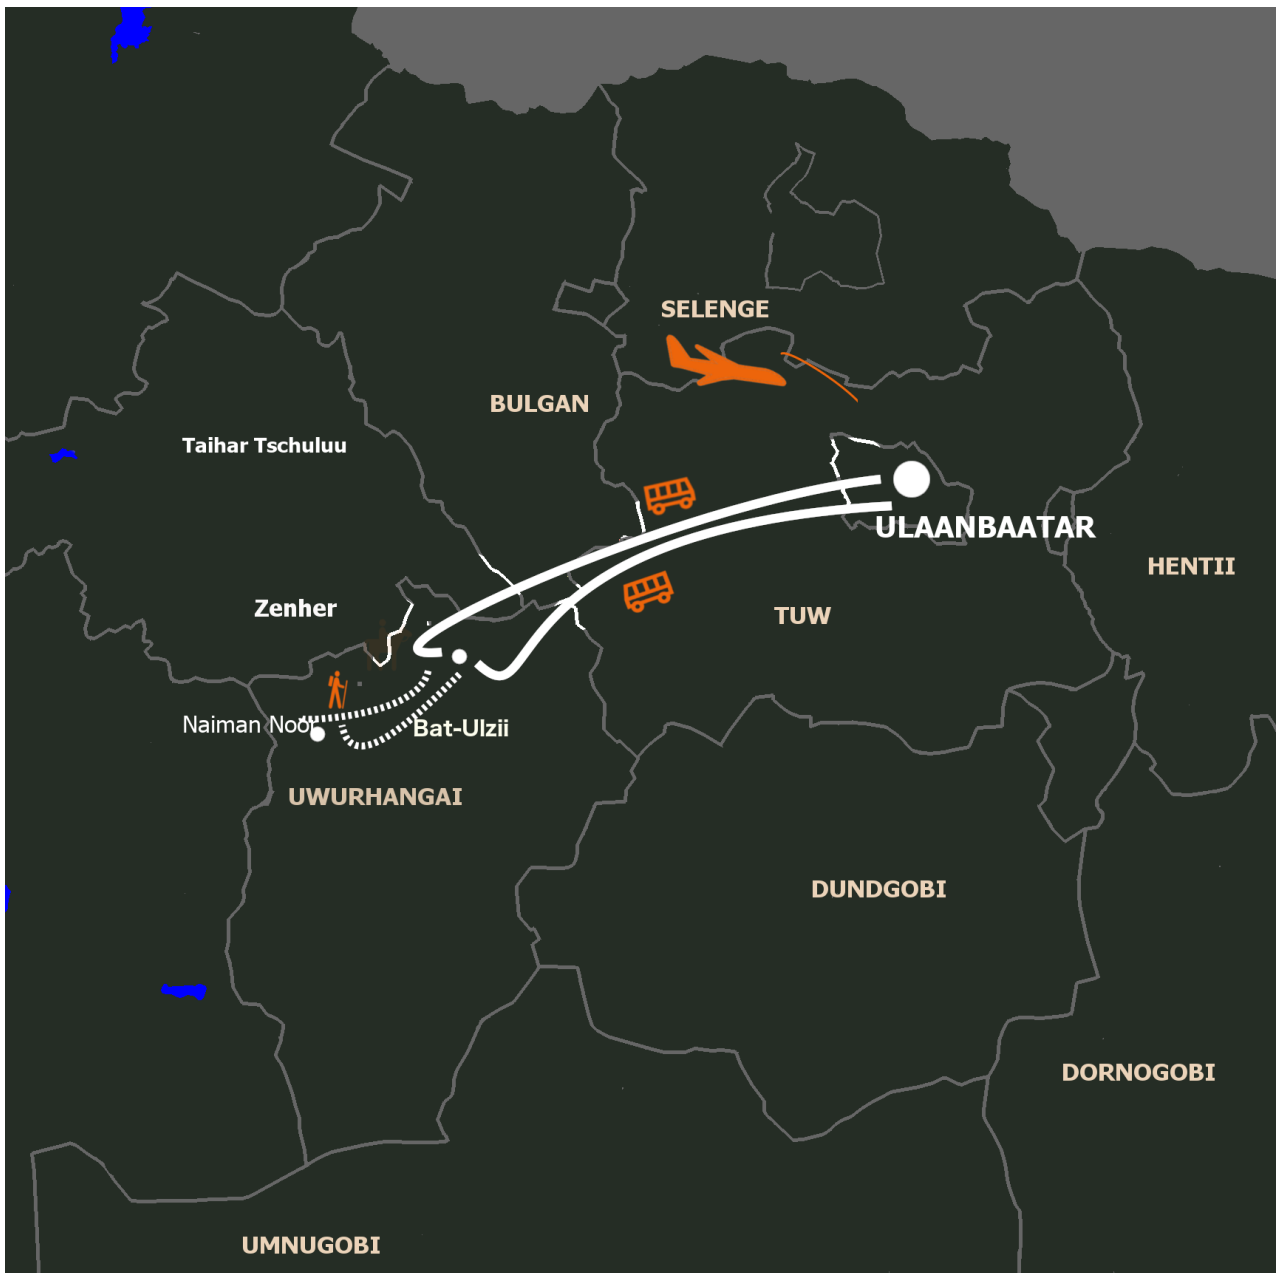 SELENGE
BULGAN
Taihar Tschuluu
ULAANBAATAR
HENTII
Zenher
TUW
Naiman Noor
Bat-Ulzii
UWURHANGAI
DUNDGOBI
DORNOGOBI
UMNUGOBI